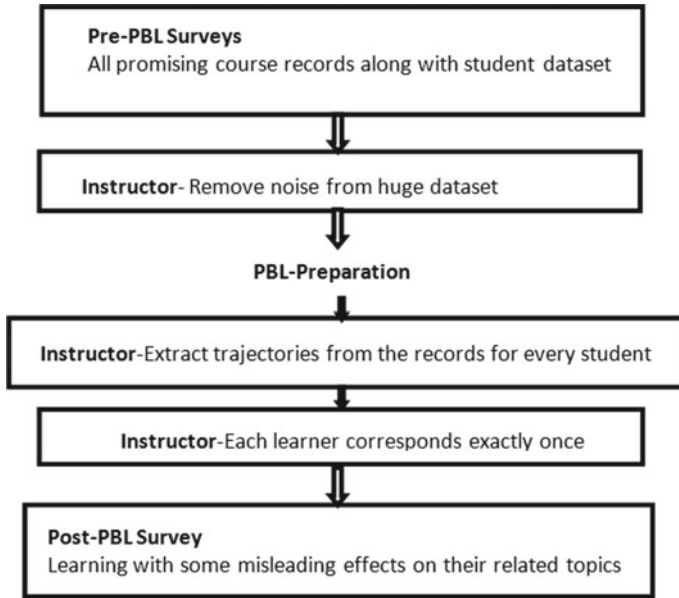 Pre-PBL Surveys
All promising course records along with student dataset
Instructor- Remove noise from huge dataset
PBL-Preparation
Instructor-Extract trajectories from the records for every student
Instructor-Each learner corresponds exactly once
Post-PBL Survey
Learning with some misleading effects on their related topics